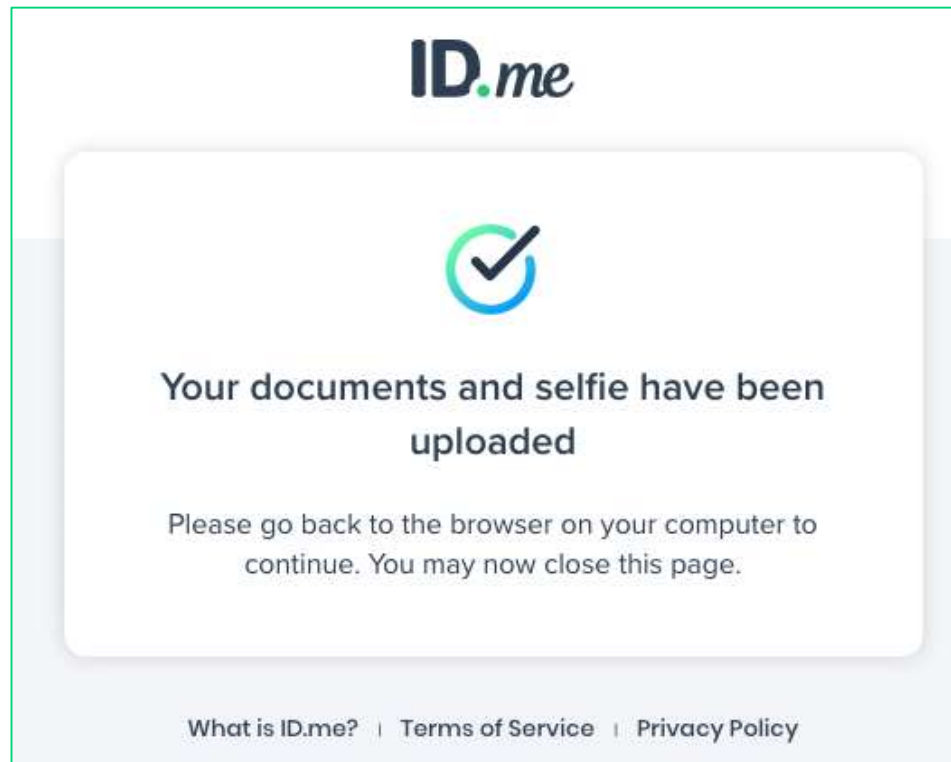 ID.me
Your documents and selfie have been
uploaded
Please go back to the browser on your computer to
continue. You may now close this page.
What is ID.me? | Terms of Service | Privacy Policy